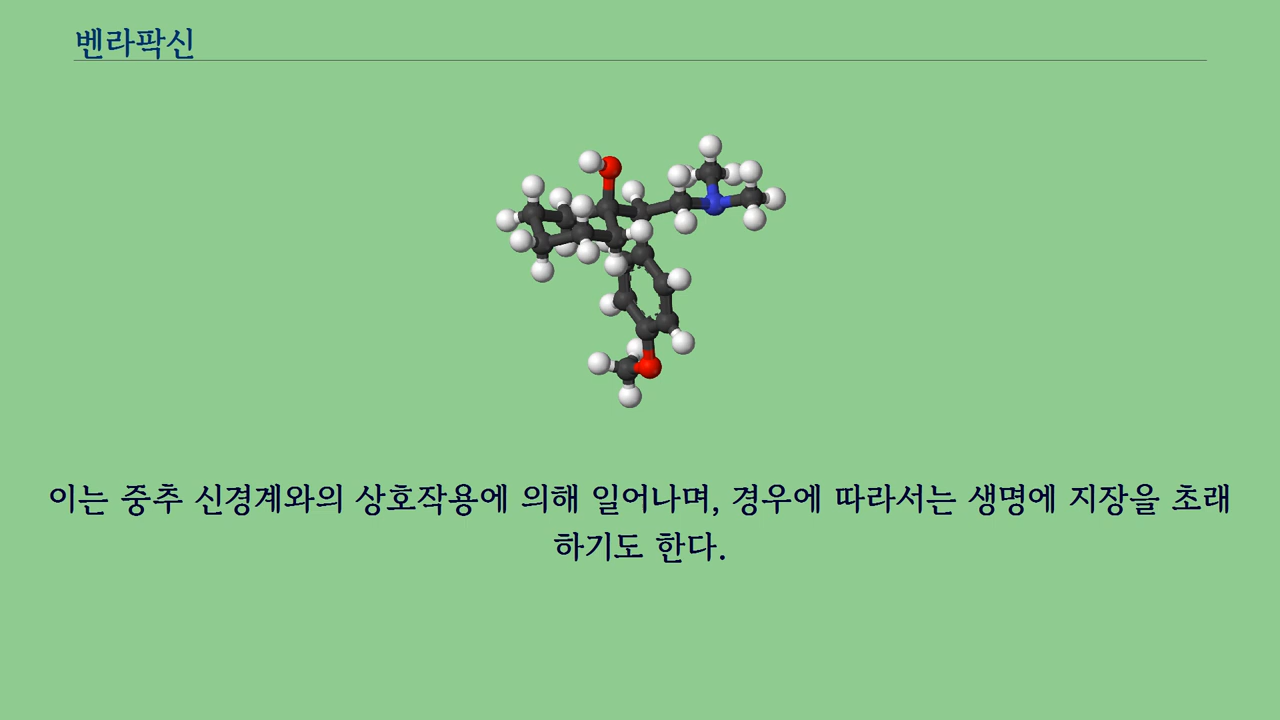 벤라팍신
이는 중추 신경계와의 상호작용에 의해 일어나며, 경우에 따라서는 생명에 지장을 초래
하기도 한다.